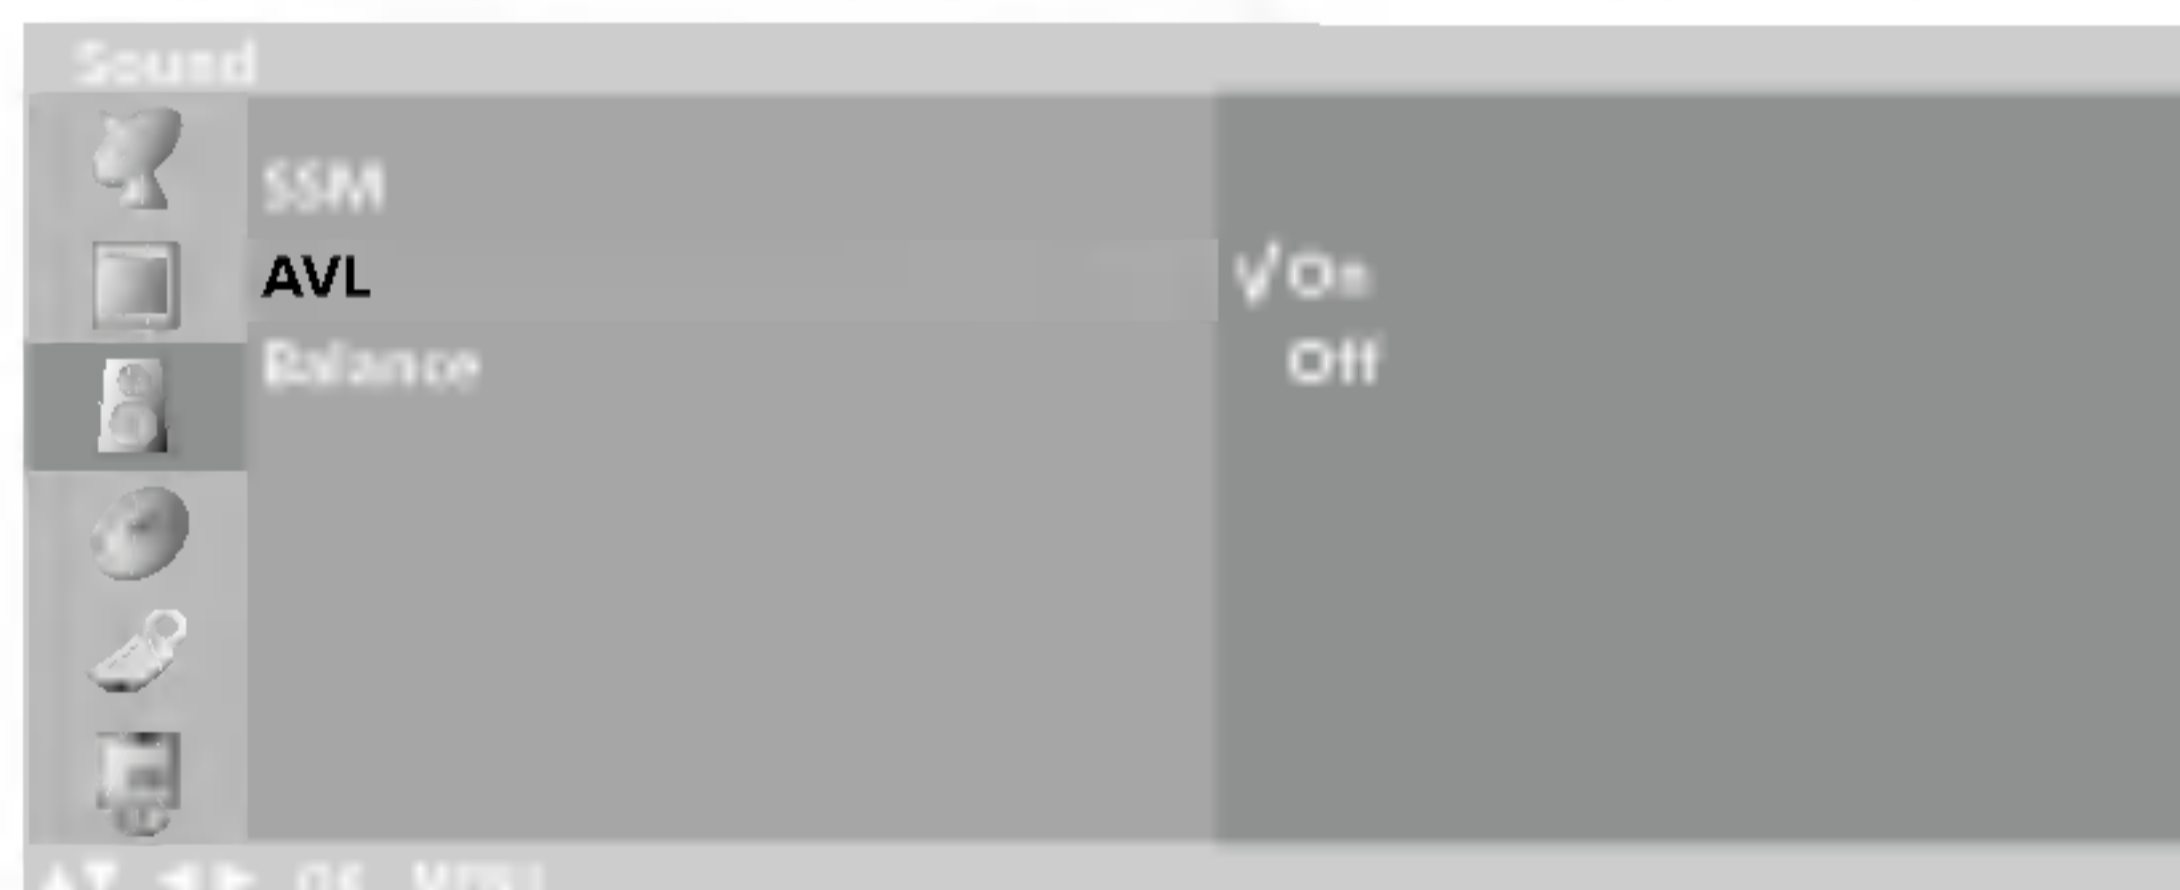 Sound
SSM
AVL
√ On
Balance
Off
▲▼ ◀▶ OK MENU